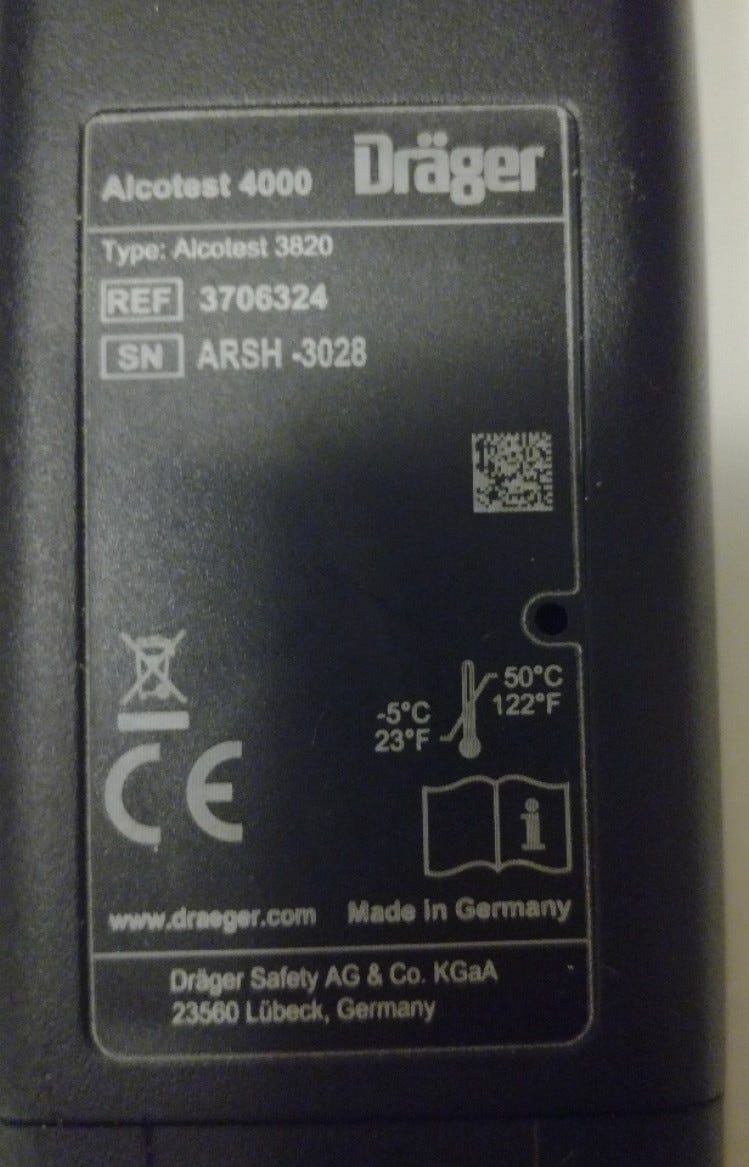 Alcotest 4000 Dräger
Type: Alcotest 3820
REF 3706324
SN ARSH -3028
50°C
122°F
-5°C
23°F
i
CE
www.draeger.com Made in Germany
Dräger Safety AG & Co. KGaA
23560 Lübeck, Germany